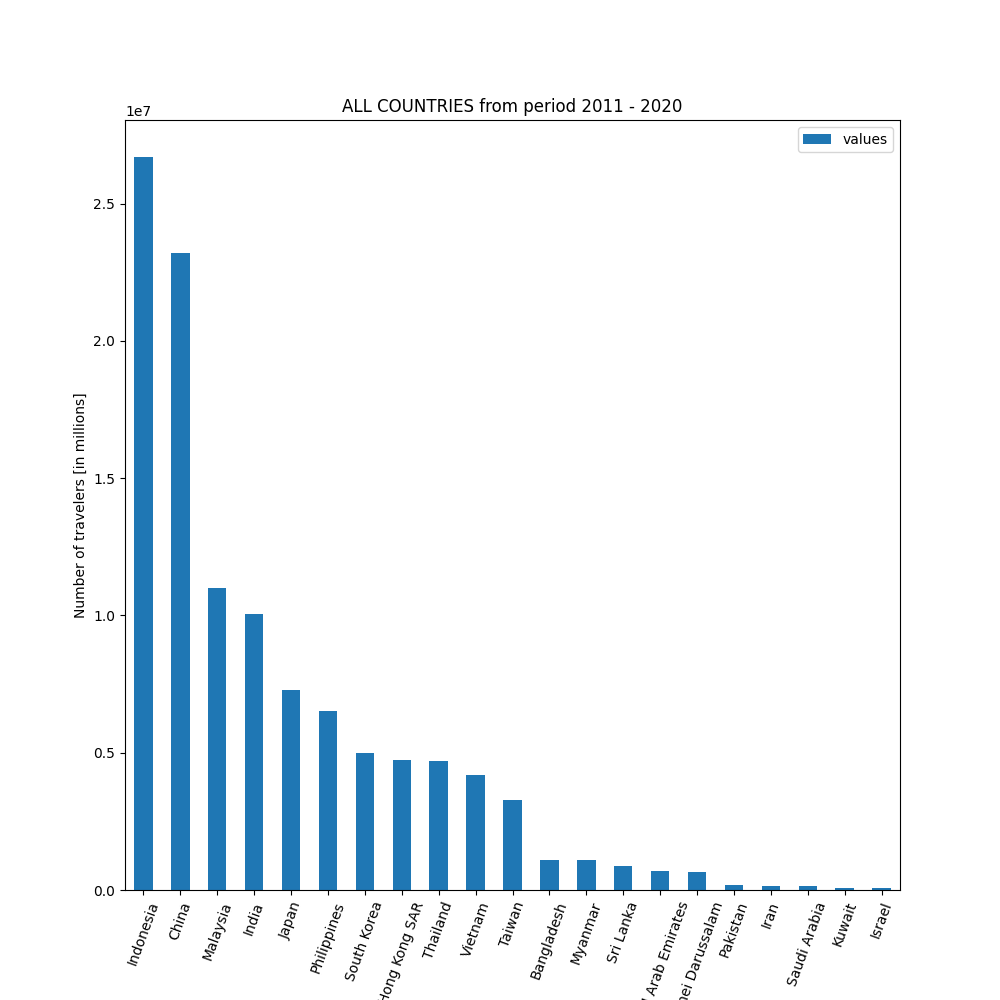 ALL COUNTRIES from period 2011 - 2020
1e7
values
2.5
2.0
1.5
1.0
0.5
0.0
Number of travelers [in millions]
Indonesia
China
Malaysia
India
Japan
Philippines
South Korea
Hong Kong SAR
Thailand
Vietnam
Taiwan
Bangladesh
Myanmar
Sri Lanka
Arab Emirates
Darussalam
Pakistan
Iran
Saudi Arabia
Kuwait
Israel